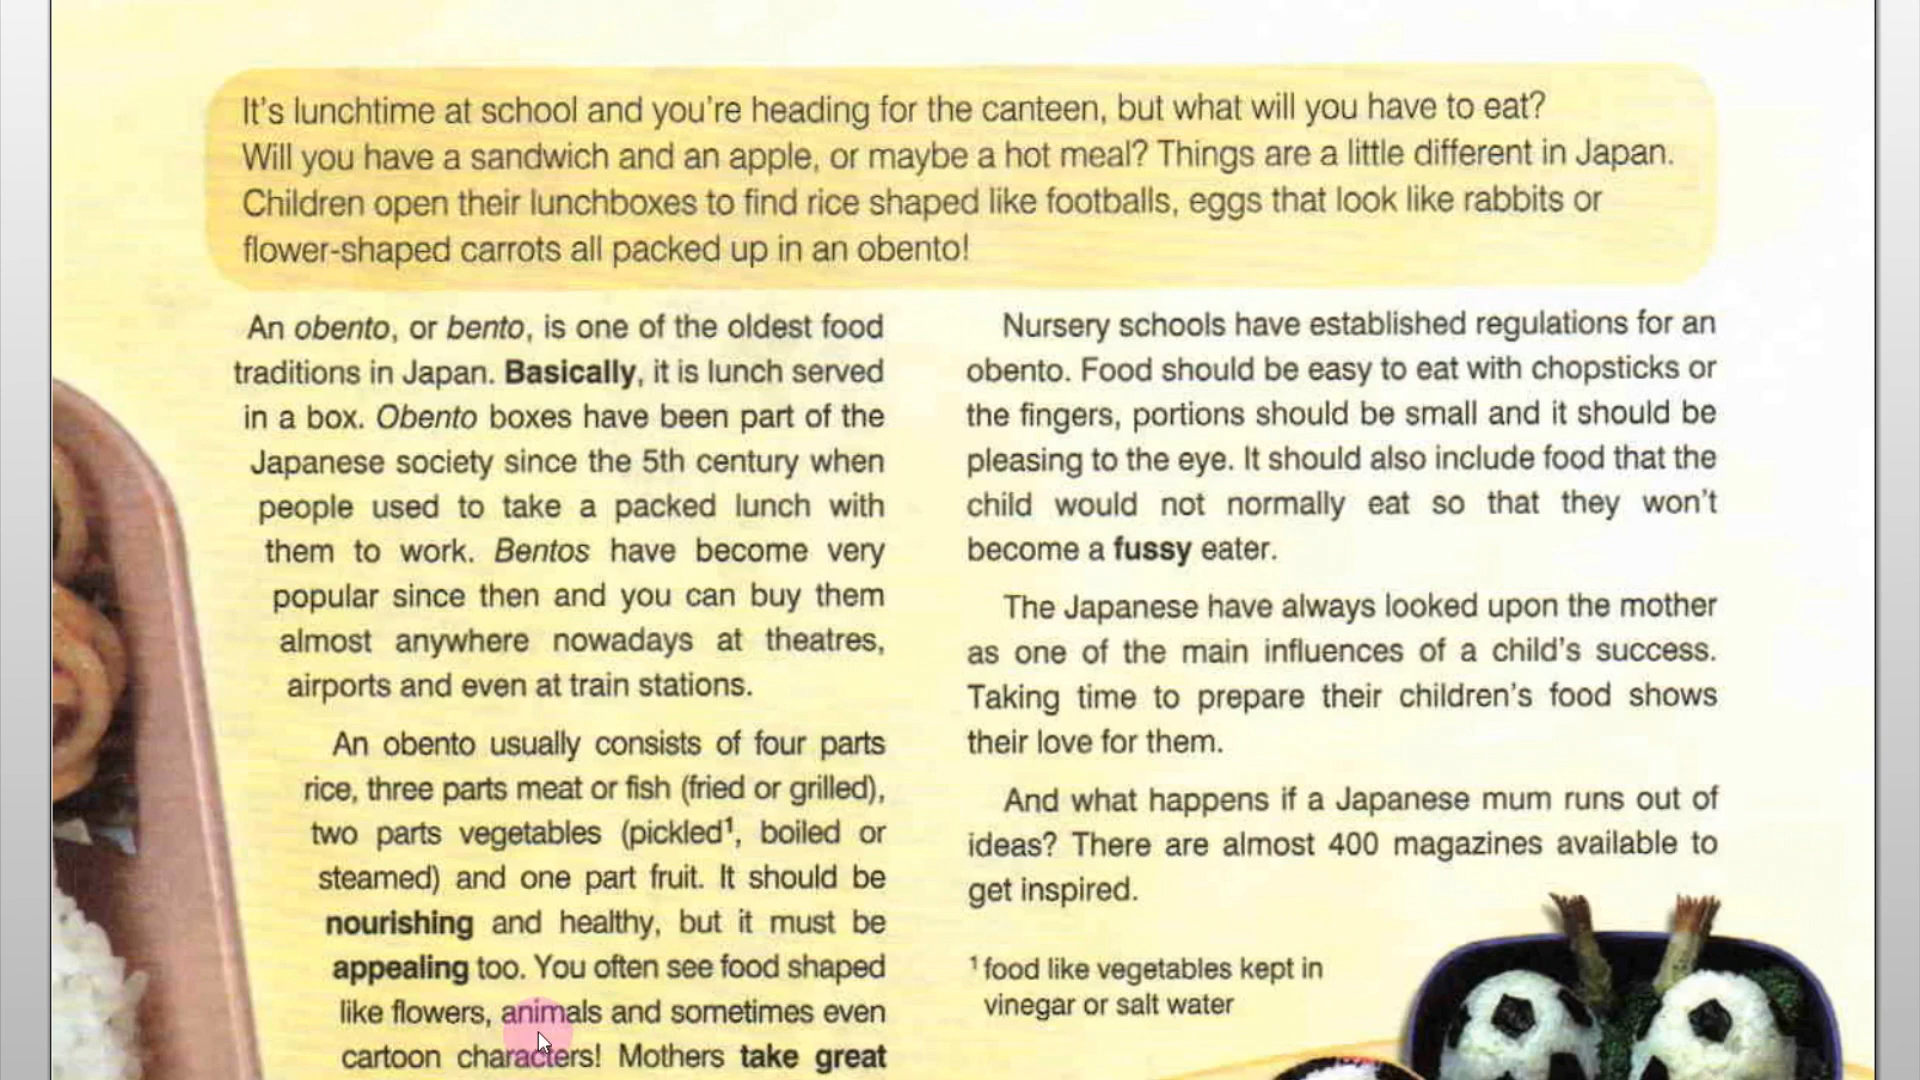 It's lunchtime at school and you're heading for the canteen, but what will you have to eat?
Will you have a sandwich and an apple, or maybe a hot meal? Things are a little different in Japan.
Children open their lunchboxes to find rice shaped like footballs, eggs that look like rabbits or
flower-shaped carrots all packed up in an obento!
An obento, or bento, is one of the oldest food
traditions in Japan. Basically, it is lunch served
in a box. Obento boxes have been part of the
Japanese society since the 5th century when
people used to take a packed lunch with
them to work. Bentos have become very
popular since then and you can buy them
almost anywhere nowadays at theatres,
airports and even at train stations.
An obento usually consists of four parts
rice, three parts meat or fish (fried or grilled),
two parts vegetables (pickled¹, boiled or
steamed) and one part fruit. It should be
nourishing and healthy, but it must be
appealing too. You often see food shaped
like flowers, animals and sometimes even
cartoon characters! Mothers take great
Nursery schools have established regulations for an
obento. Food should be easy to eat with chopsticks or
the fingers, portions should be small and it should be
pleasing to the eye. It should also include food that the
child would not normally eat so that they won't
become a fussy eater.
The Japanese have always looked upon the mother
as one of the main influences of a child's success.
Taking time to prepare their children's food shows
their love for them.
And what happens if a Japanese mum runs out of
ideas? There are almost 400 magazines available to
get inspired.
¹ food like vegetables kept in
vinegar or salt water